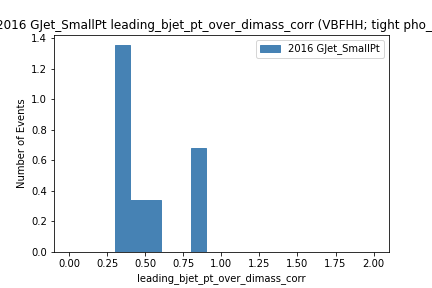 2016 GJet_SmallPt leading_bjet_pt_over_dimass_corr (VBFHH; tight pho_
2016 GJet_SmallPt
1.4
1.2
1.0
0.8
0.6
0.4
0.2
0.0
Number of Events
0.00 0.25 0.50 0.75 1.00 1.25 1.50 1.75 2.00
leading_bjet_pt_over_dimass_corr